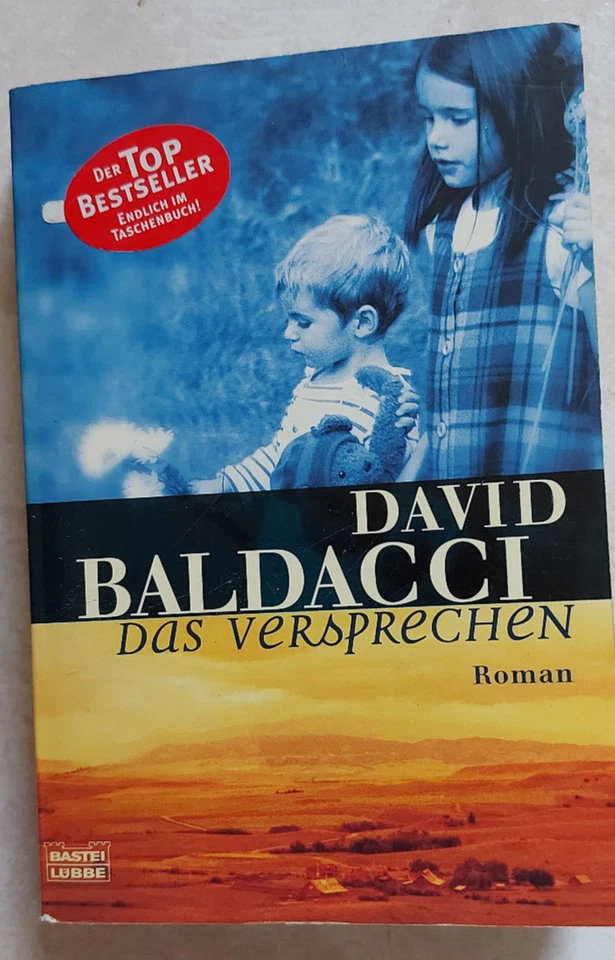 DER TOP
BESTSELLER
ENDLICH IM
TASCHENBUCH!
DAVID
BALDACCI
DAS VERSPRECHEN
Roman
BASTEI
LÜBBE